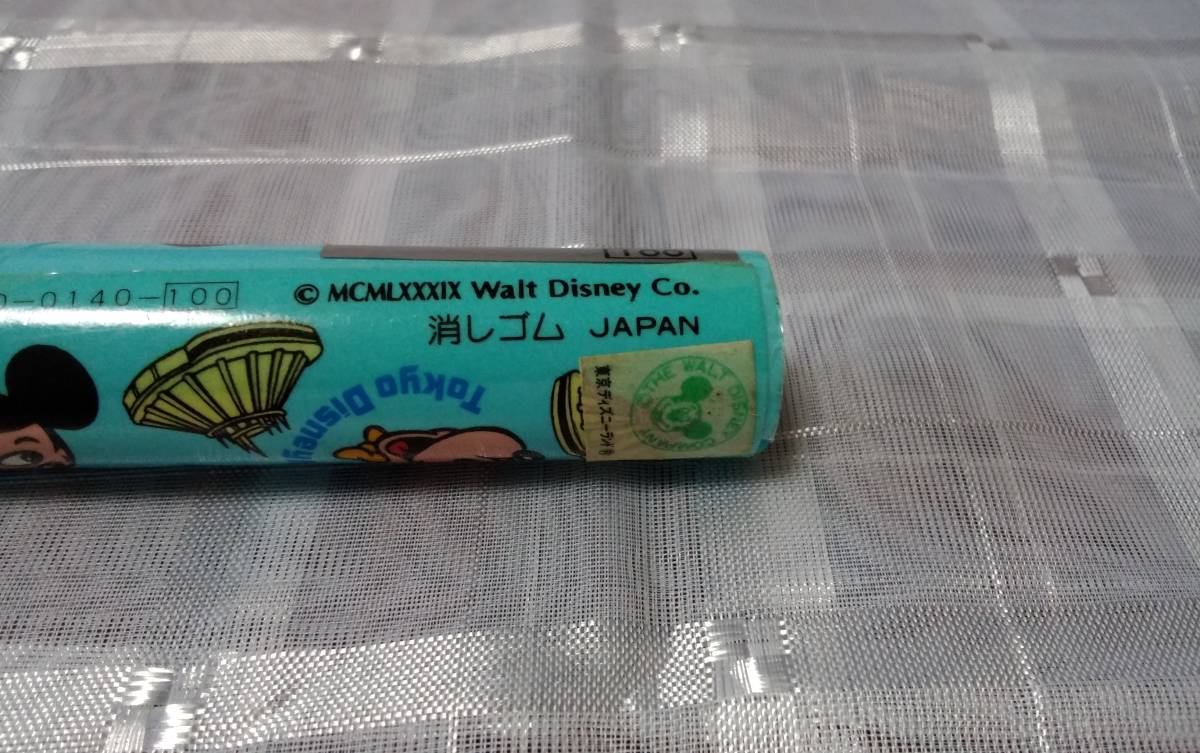 100
-0140-100
© MCMLXXXIX Walt Disney Co.
消しゴム JAPAN
Tokyo Disney
東京ディズニーランド
© THE WALT DISNEY COMPANY